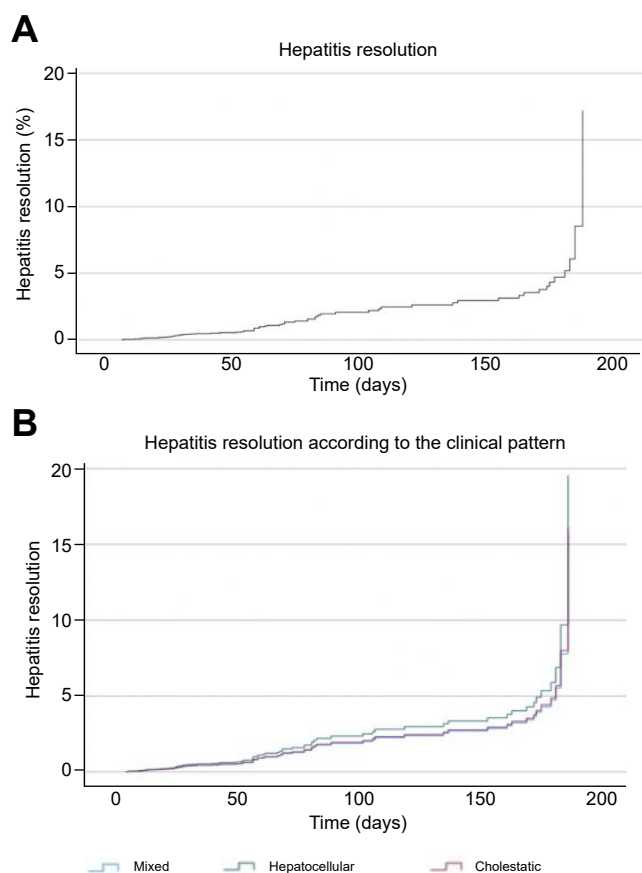 A
Hepatitis resolution
Hepatitis resolution (%)
20
15
10
5
0
0 50 100 150 200
Time (days)
B
Hepatitis resolution according to the clinical pattern
Hepatitis resolution
20
15
10
5
0
0 50 100 150 200
Time (days)
Mixed Hepatocellular Cholestatic